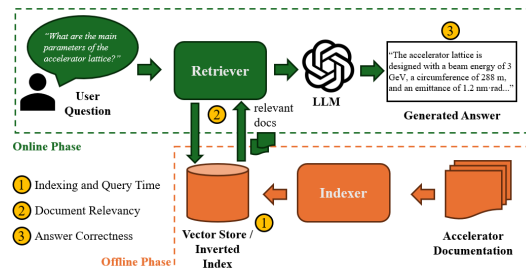 “What are the main
parameters of the
accelerator lattice?”
User
Question
Retriever
LLM
3
“The accelerator lattice is
designed with a beam energy of 3
GeV, a circumference of 288 m,
and an emittance of 1.2 nm·rad...”
Generated Answer
2
relevant
docs
Online Phase
1 Indexing and Query Time
2 Document Relevancy
3 Answer Correctness
Vector Store /
Inverted
Index
1
Indexer
Accelerator
Documentation
Offline Phase